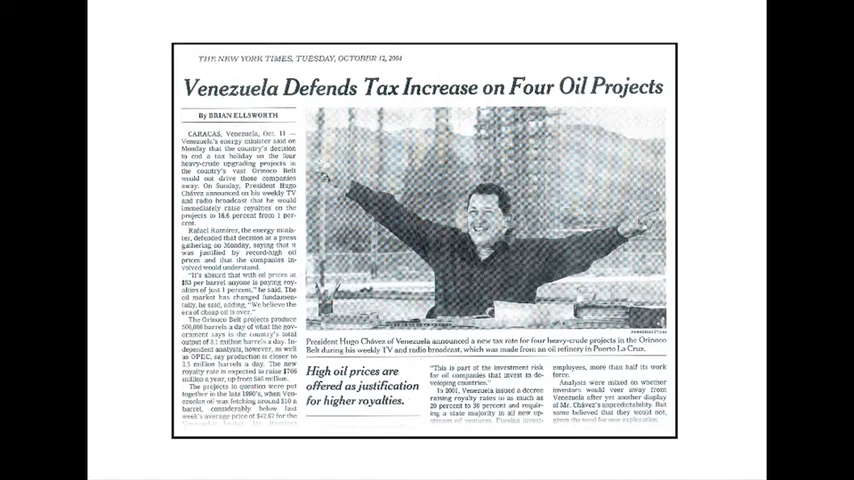 THE NEW YORK TIMES, TUESDAY, OCTOBER 12, 2004
Venezuela Defends Tax Increase on Four Oil Projects
By BRIAN ELLSWORTH
CARACAS, Venezuela, Oct. 11 —
Venezuela's energy minister said on
Monday that the country's decision
to end a tax holiday on the four
heavy-crude upgrading projects in
the country's vast Orinoco Belt
would not drive those companies
away. On Sunday, President Hugo
Chávez announced on his weekly TV
and radio broadcast that he would
immediately raise royalties on the
projects to 16.6 percent from 1 per-
cent.
Rafael Ramírez, the energy minis-
ter, defended that decision at a press
gathering on Monday, saying that it
was justified by record-high oil
prices and that the companies in-
volved would understand.
"It's absurd that with oil prices at
$53 per barrel anyone is paying roy-
alties of just 1 percent," he said. The
oil market has changed fundamen-
tally, he said, adding, "We believe the
era of cheap oil is over."
The Orinoco Belt projects produce
500,000 barrels a day of what the gov-
ernment says is the country's total
output of 3.1 million barrels a day. In-
dependent analysts, however, as well
as OPEC, say production is closer to
2.5 million barrels a day. The new
royalty rate is expected to raise $766
million a year, up from $46 million.
The projects in question were put
together in the late 1990's, when Ven-
ezuelan oil was fetching around $10 a
barrel, considerably below last
week's average price of $42.67 for the
President Hugo Chávez of Venezuela announced a new tax rate for four heavy-crude projects in the Orinoco
Belt during his weekly TV and radio broadcast, which was made from an oil refinery in Puerto La Cruz.
High oil prices are
offered as justification
for higher royalties.
"This is part of the investment risk
for oil companies that invest in de-
veloping countries."
In 2001, Venezuela issued a decree
raising royalty rates to as much as
30 percent and requir-
ing a state majority in all new up-
stream oil ventures. Foreign invest-
employees, more than half its work
force.
Analysts were mixed on whether
investors would veer away from
Venezuela after yet another display
of Mr. Chávez's unpredictability. But
some believed that they would not,
given the need for new exploration.